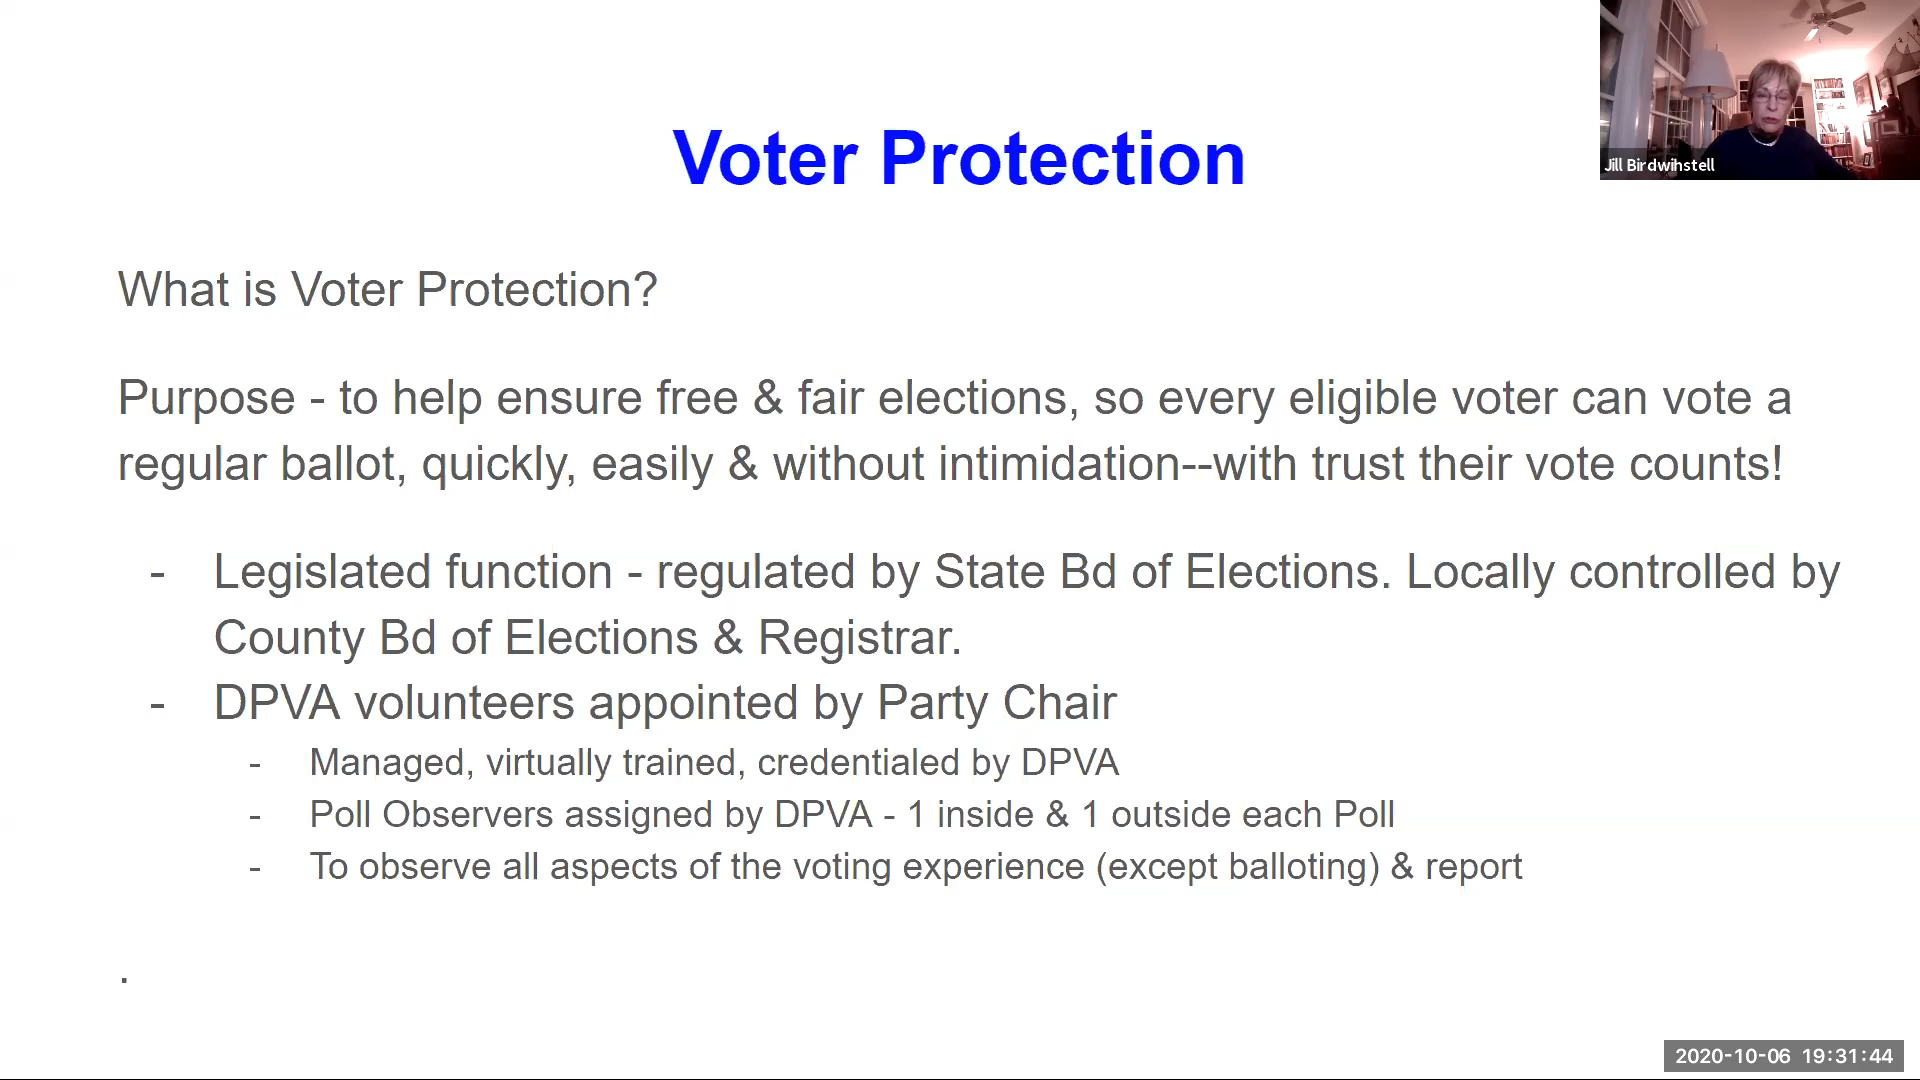 Voter Protection
Jill Birdwihstell
What is Voter Protection?
Purpose - to help ensure free & fair elections, so every eligible voter can vote a
regular ballot, quickly, easily & without intimidation--with trust their vote counts!
- Legislated function - regulated by State Bd of Elections. Locally controlled by
County Bd of Elections & Registrar.
- DPVA volunteers appointed by Party Chair
- Managed, virtually trained, credentialed by DPVA
- Poll Observers assigned by DPVA - 1 inside & 1 outside each Poll
- To observe all aspects of the voting experience (except balloting) & report
.
2020-10-06 19:31:44